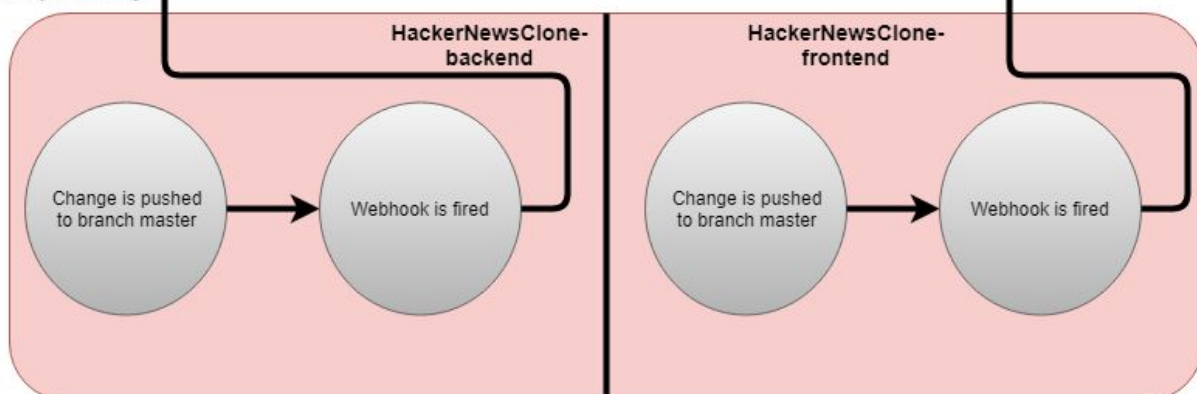 HackerNewsClone-
backend
Change is pushed
to branch master
Webhook is fired
HackerNewsClone-
frontend
Change is pushed
to branch master
Webhook is fired